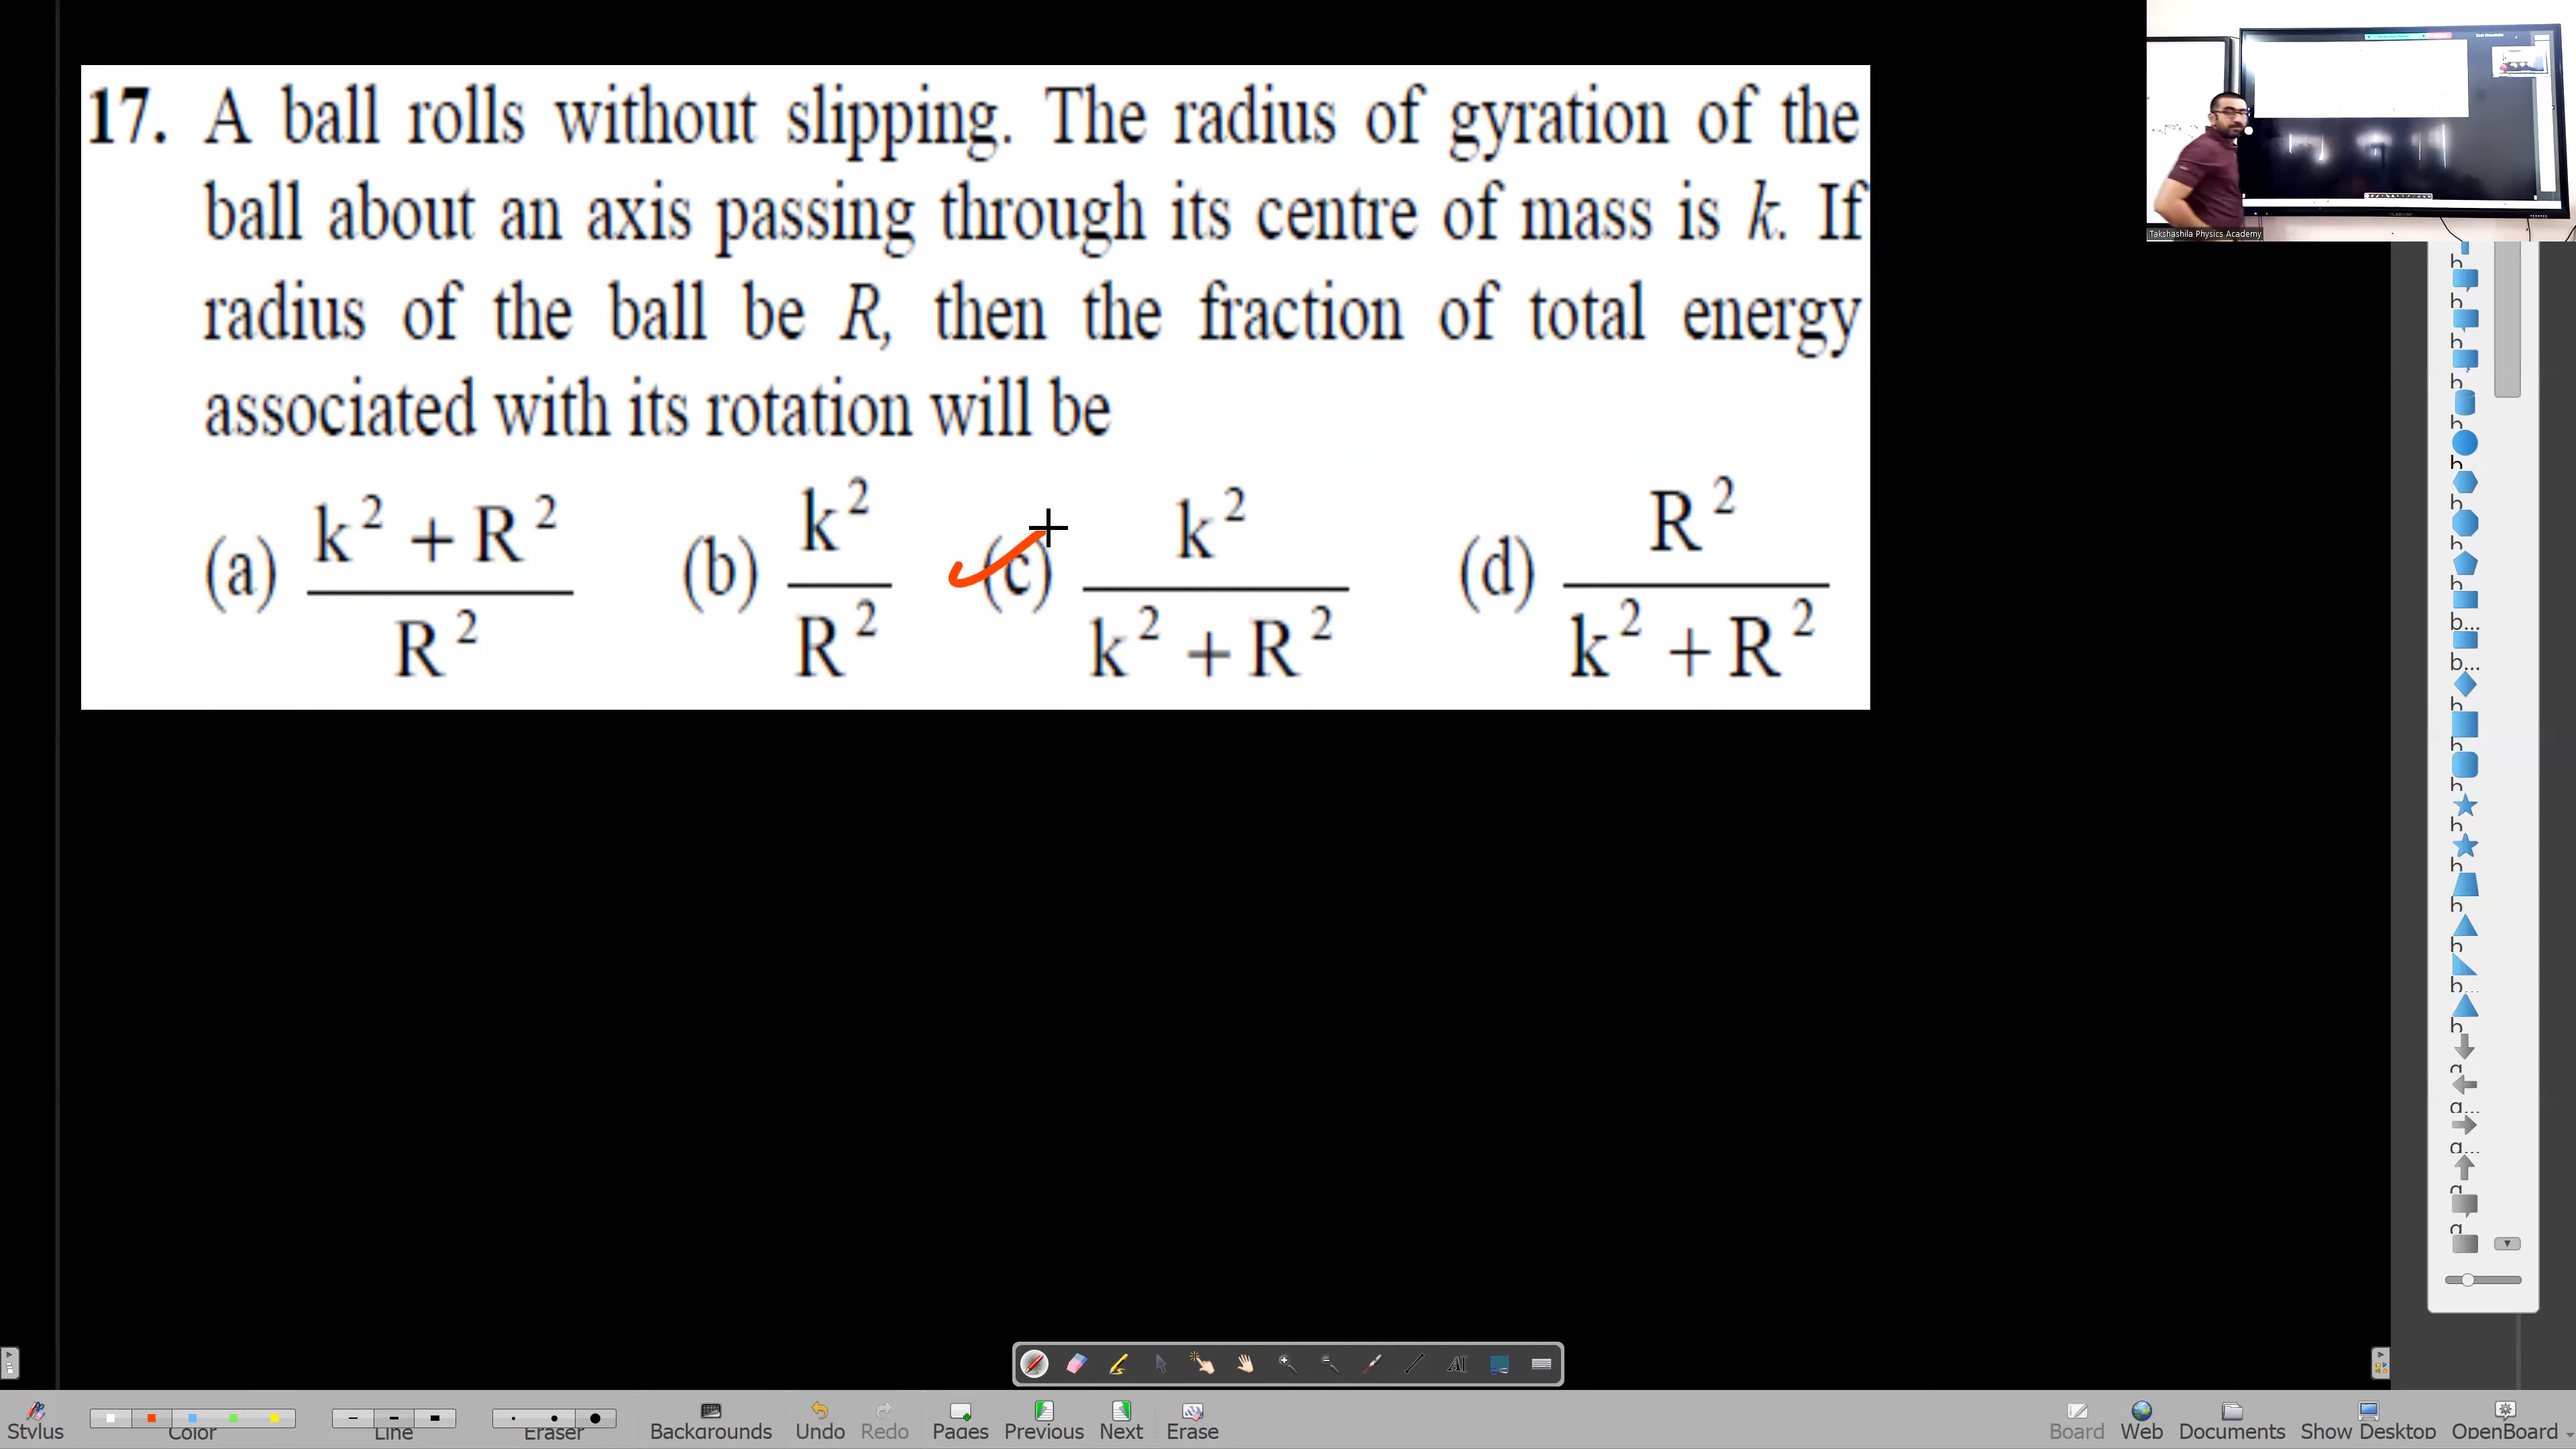 17. A ball rolls without slipping. The radius of gyration of the
ball about an axis passing through its centre of mass is k. If
radius of the ball be R, then the fraction of total energy
associated with its rotation will be
(a) k² + R² / R² (b) k² / R² (c) k² / k² + R² (d) R² / k² + R²
Takshashila Physics Academy
b
b
b
b
b
b
b
b
b
b...
b...
b
b
b
b
b
b
b
b...
b
a
a...
a...
a
a
Stylus Color Line Eraser Backgrounds Undo Redo Pages Previous Next Erase Board Web Documents Show Desktop OpenBoard